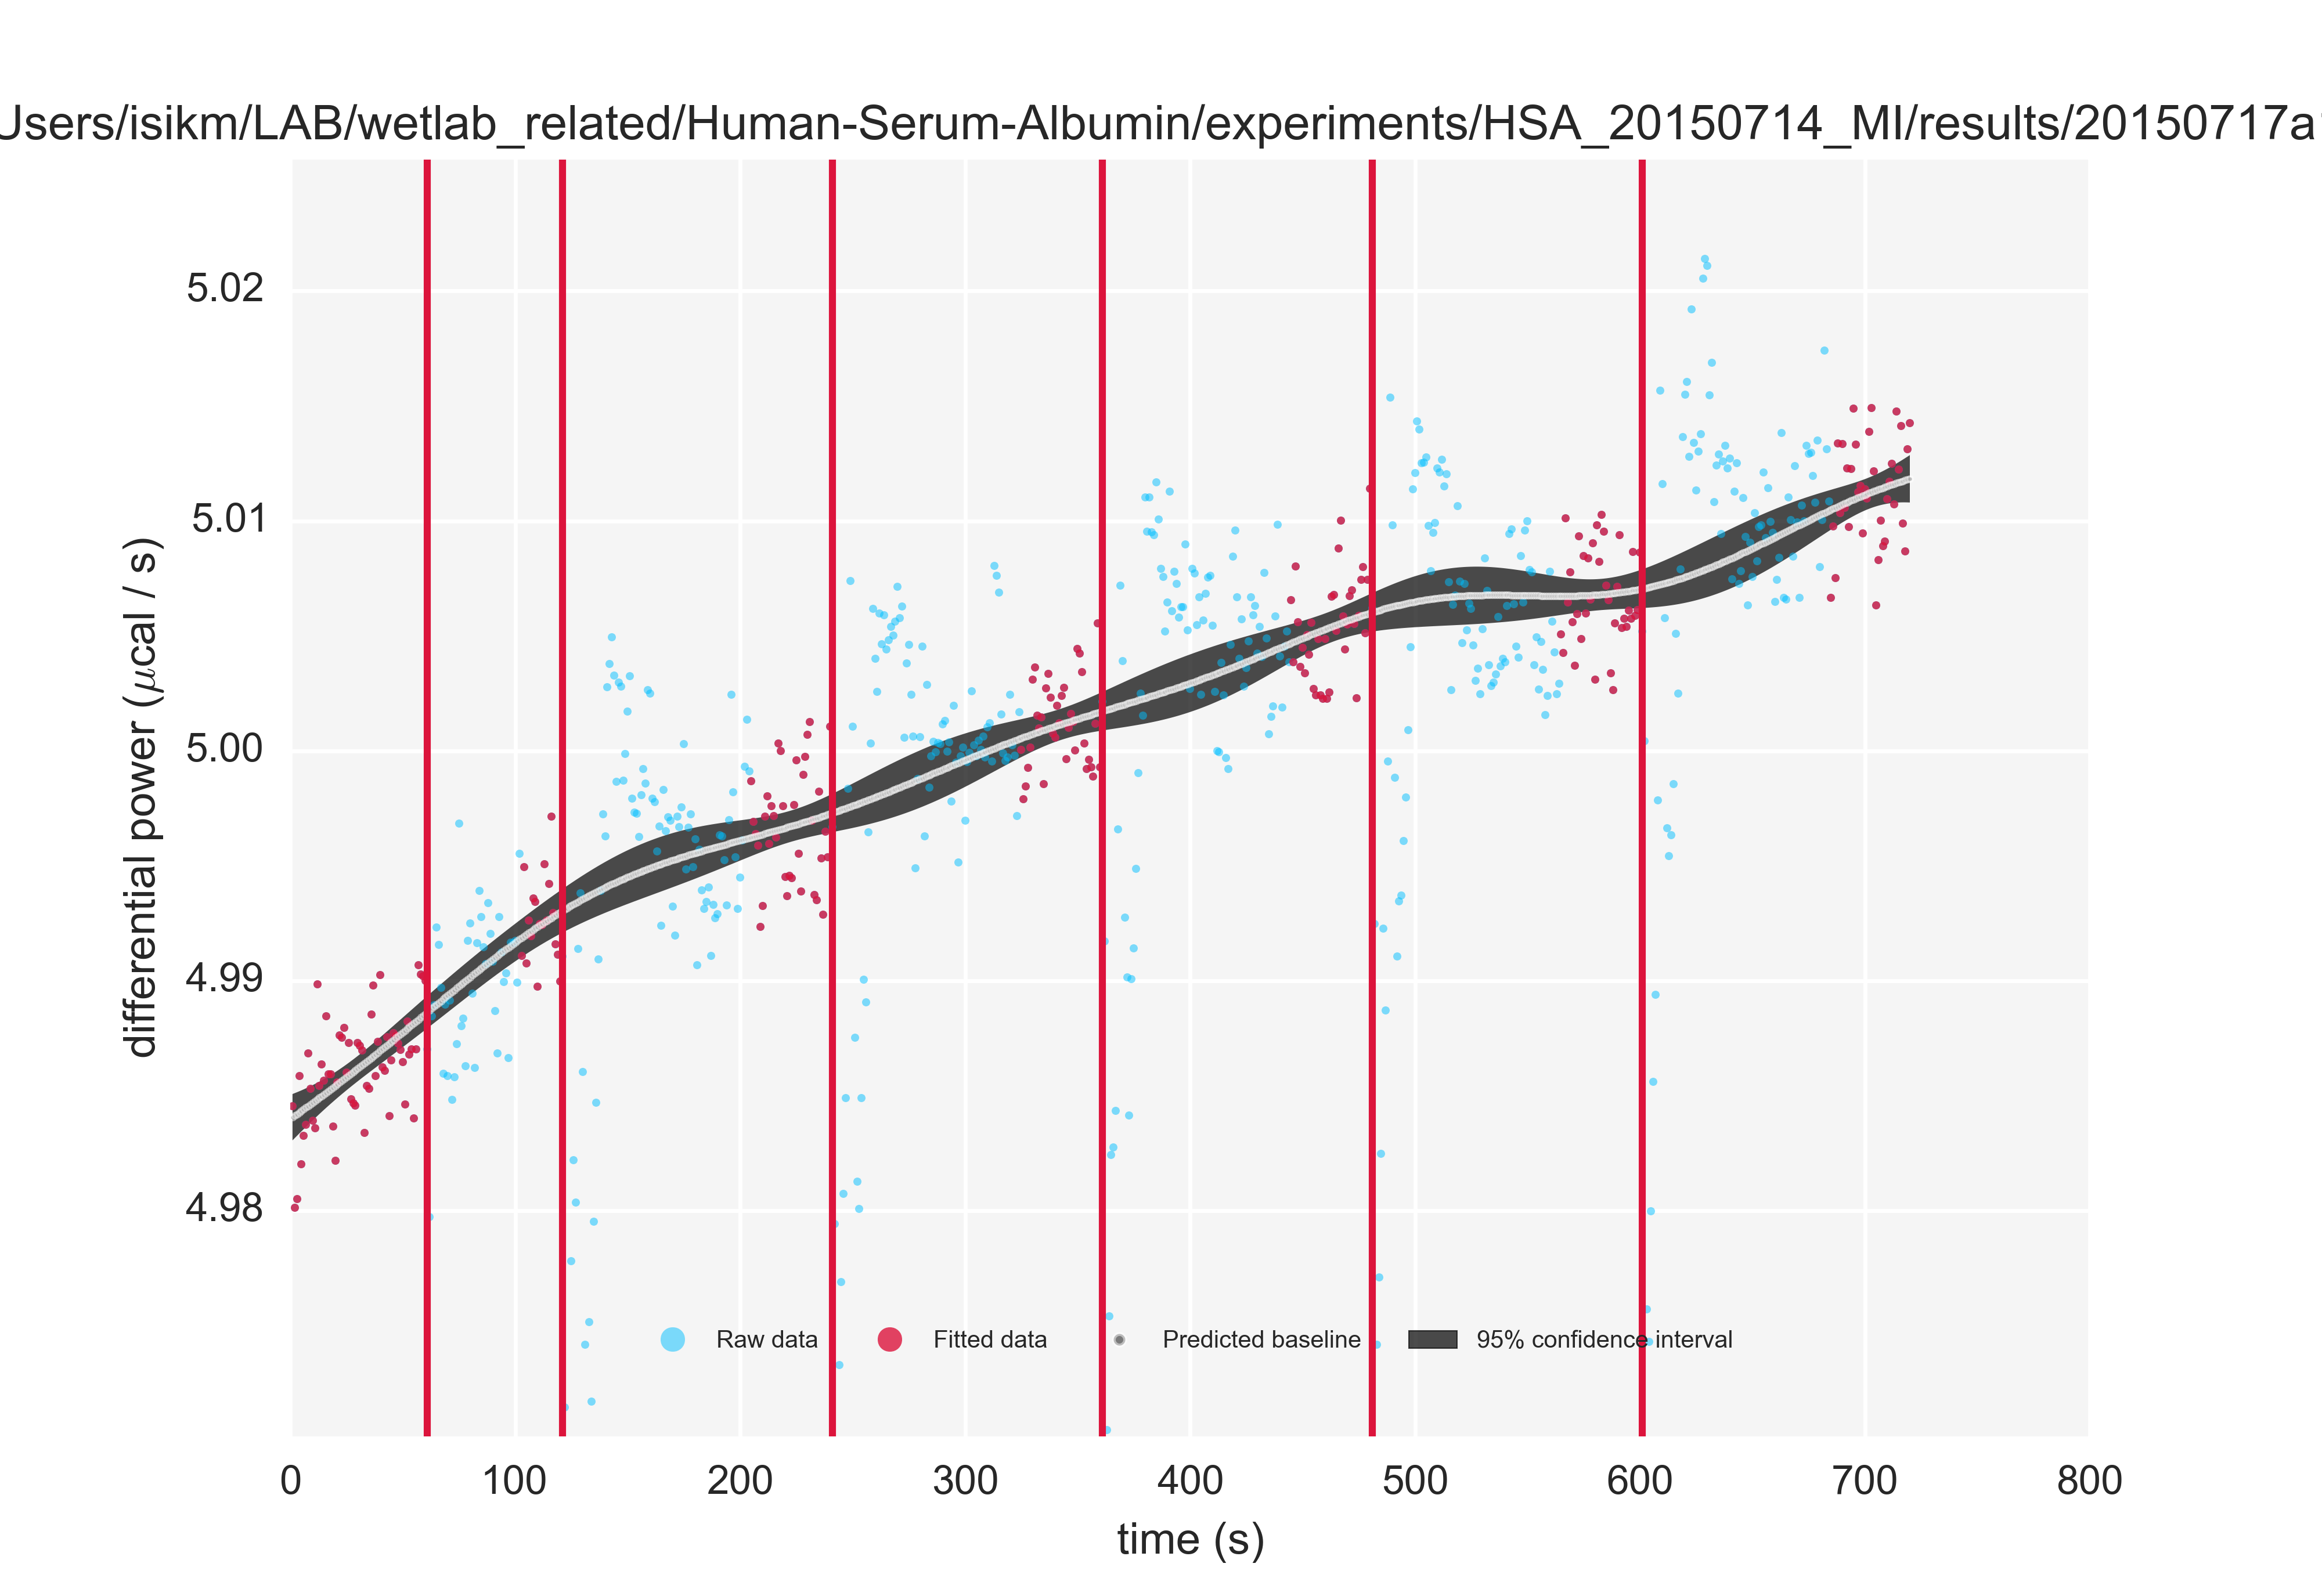 Users/isikm/LAB/wetlab_related/Human-Serum-Albumin/experiments/HSA_20150714_MI/results/20150717a
differential power (μcal / s)
5.02
5.01
5.00
4.99
4.98
Raw data
Fitted data
Predicted baseline
95% confidence interval
0 100 200 300 400 500 600 700 800
time (s)